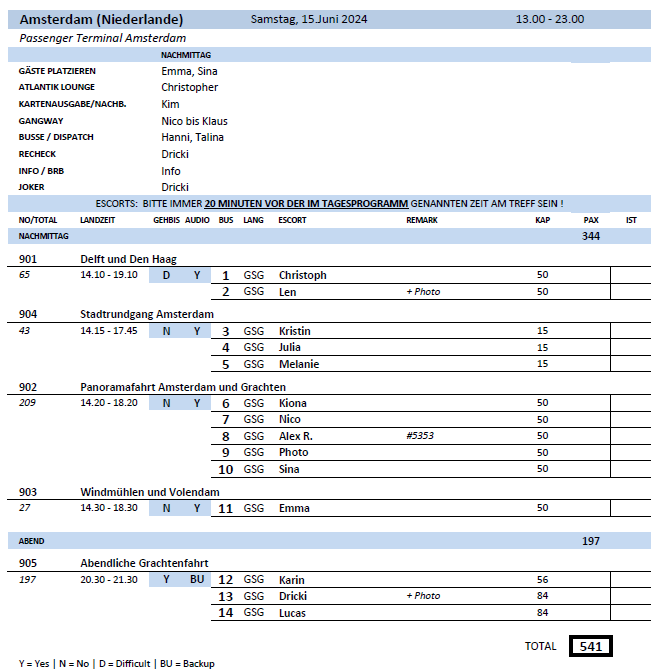 Amsterdam (Niederlande) Samstag, 15.Juni 2024 13.00 - 23.00
Passenger Terminal Amsterdam
NACHMITTAG
GÄSTE PLATZIEREN Emma, Sina
ATLANTIK LOUNGE Christopher
KARTENAUSGABE/NACHB. Kim
GANGWAY Nico bis Klaus
BUSSE / DISPATCH Hanni, Talina
RECHECK Dricki
INFO / BRB Info
JOKER Dricki
ESCORTS: BITTE IMMER 20 MINUTEN VOR DER IM TAGESPROGRAMM GENANNTEN ZEIT AM TREFF SEIN !
NO/TOTAL LANDZEIT GEHBIS AUDIO BUS LANG ESCORT REMARK KAP PAX IST
NACHMITTAG 344
901 Delft und Den Haag
65 14.10 - 19.10 D Y 1 GSG Christoph 50
2 GSG Len + Photo 50
904 Stadtrundgang Amsterdam
43 14.15 - 17.45 N Y 3 GSG Kristin 15
4 GSG Julia 15
5 GSG Melanie 15
902 Panoramafahrt Amsterdam und Grachten
209 14.20 - 18.20 N Y 6 GSG Kiona 50
7 GSG Nico 50
8 GSG Alex R. #5353 50
9 GSG Photo 50
10 GSG Sina 50
903 Windmühlen und Volendam
27 14.30 - 18.30 N Y 11 GSG Emma 50
ABEND 197
905 Abendliche Grachtenfahrt
197 20.30 - 21.30 Y BU 12 GSG Karin 56
13 GSG Dricki + Photo 84
14 GSG Lucas 84
TOTAL 541
Y = Yes | N = No | D = Difficult | BU = Backup